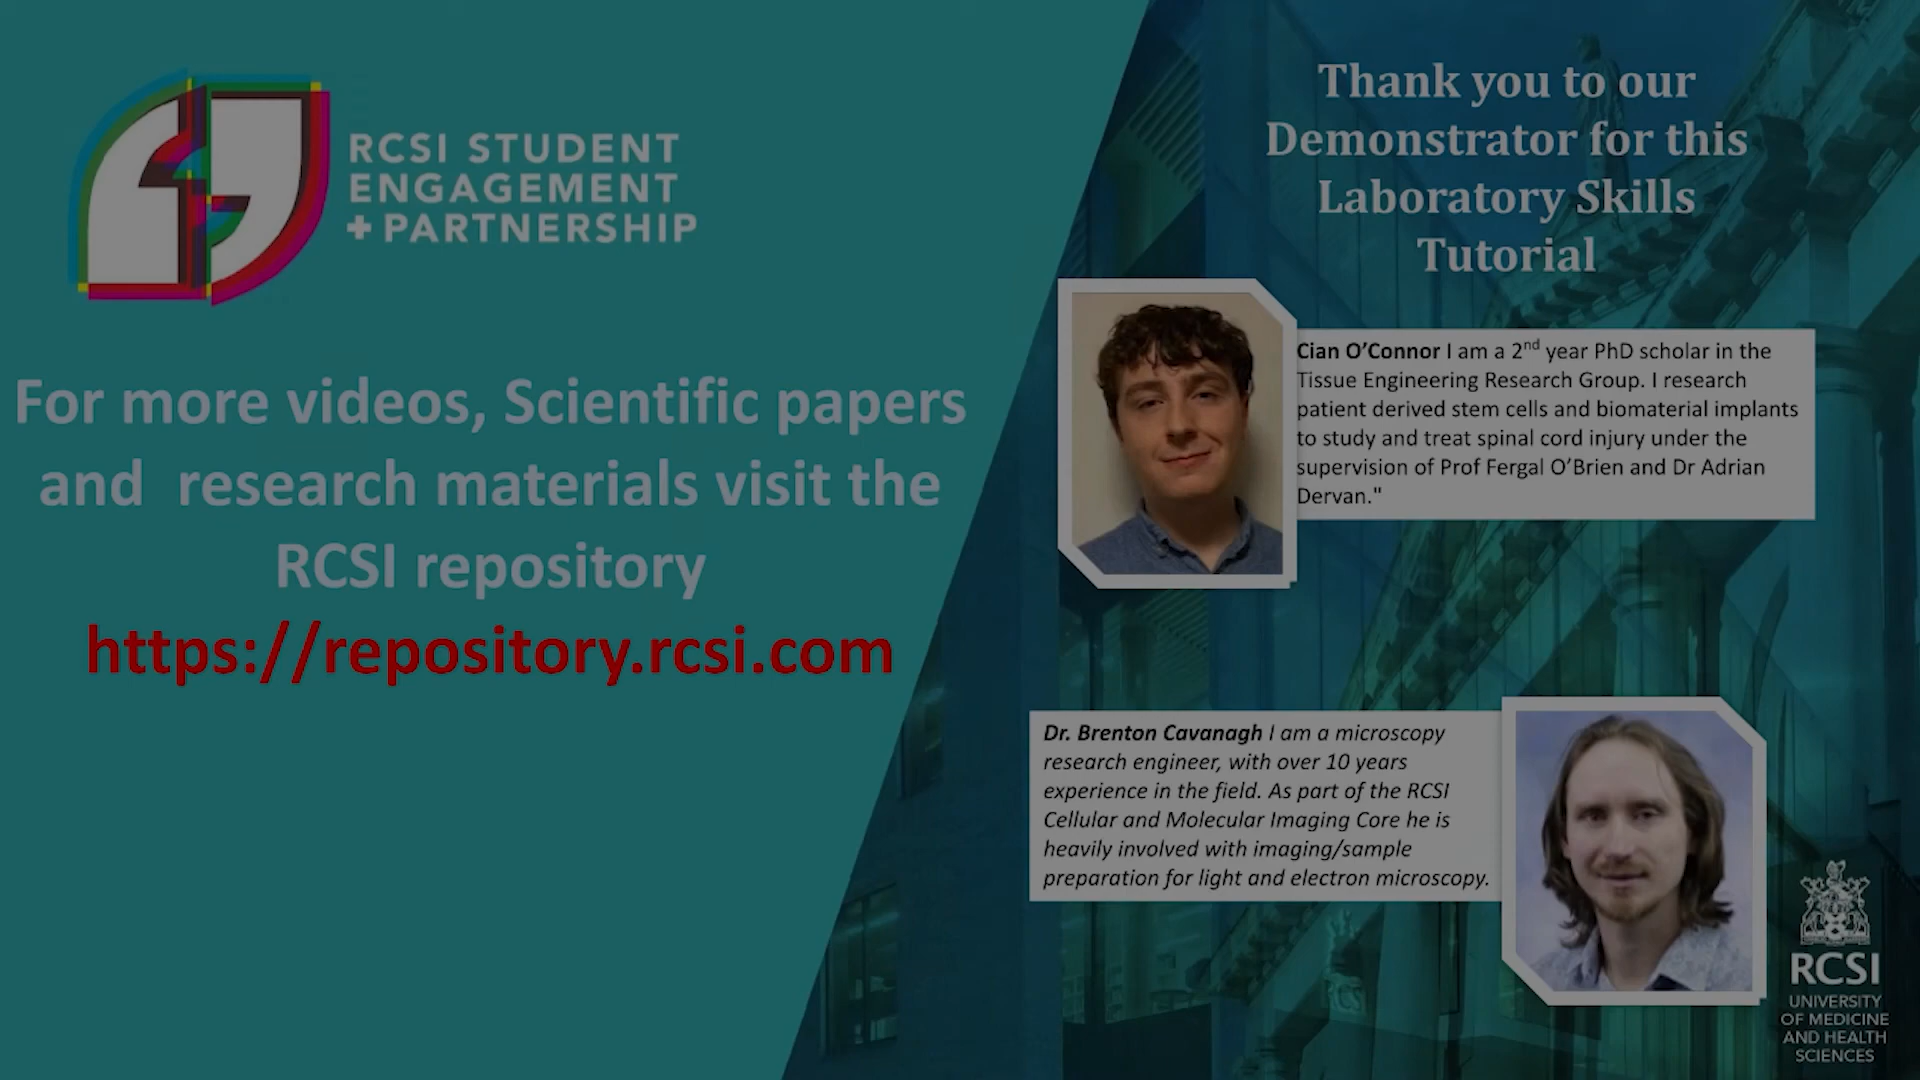 RCSI STUDENT
ENGAGEMENT
+PARTNERSHIP
For more videos, Scientific papers
and research materials visit the
RCSI repository
https://repository.rcsi.com
Thank you to our
Demonstrator for this
Laboratory Skills
Tutorial
Cian O'Connor I am a 2nd year PhD scholar in the
Tissue Engineering Research Group. I research
patient derived stem cells and biomaterial implants
to study and treat spinal cord injury under the
supervision of Prof Fergal O'Brien and Dr Adrian
Dervan."
Dr. Brenton Cavanagh I am a microscopy
research engineer, with over 10 years
experience in the field. As part of the RCSI
Cellular and Molecular Imaging Core he is
heavily involved with imaging/sample
preparation for light and electron microscopy.
RCSI
UNIVERSITY
OF MEDICINE
AND HEALTH
SCIENCES